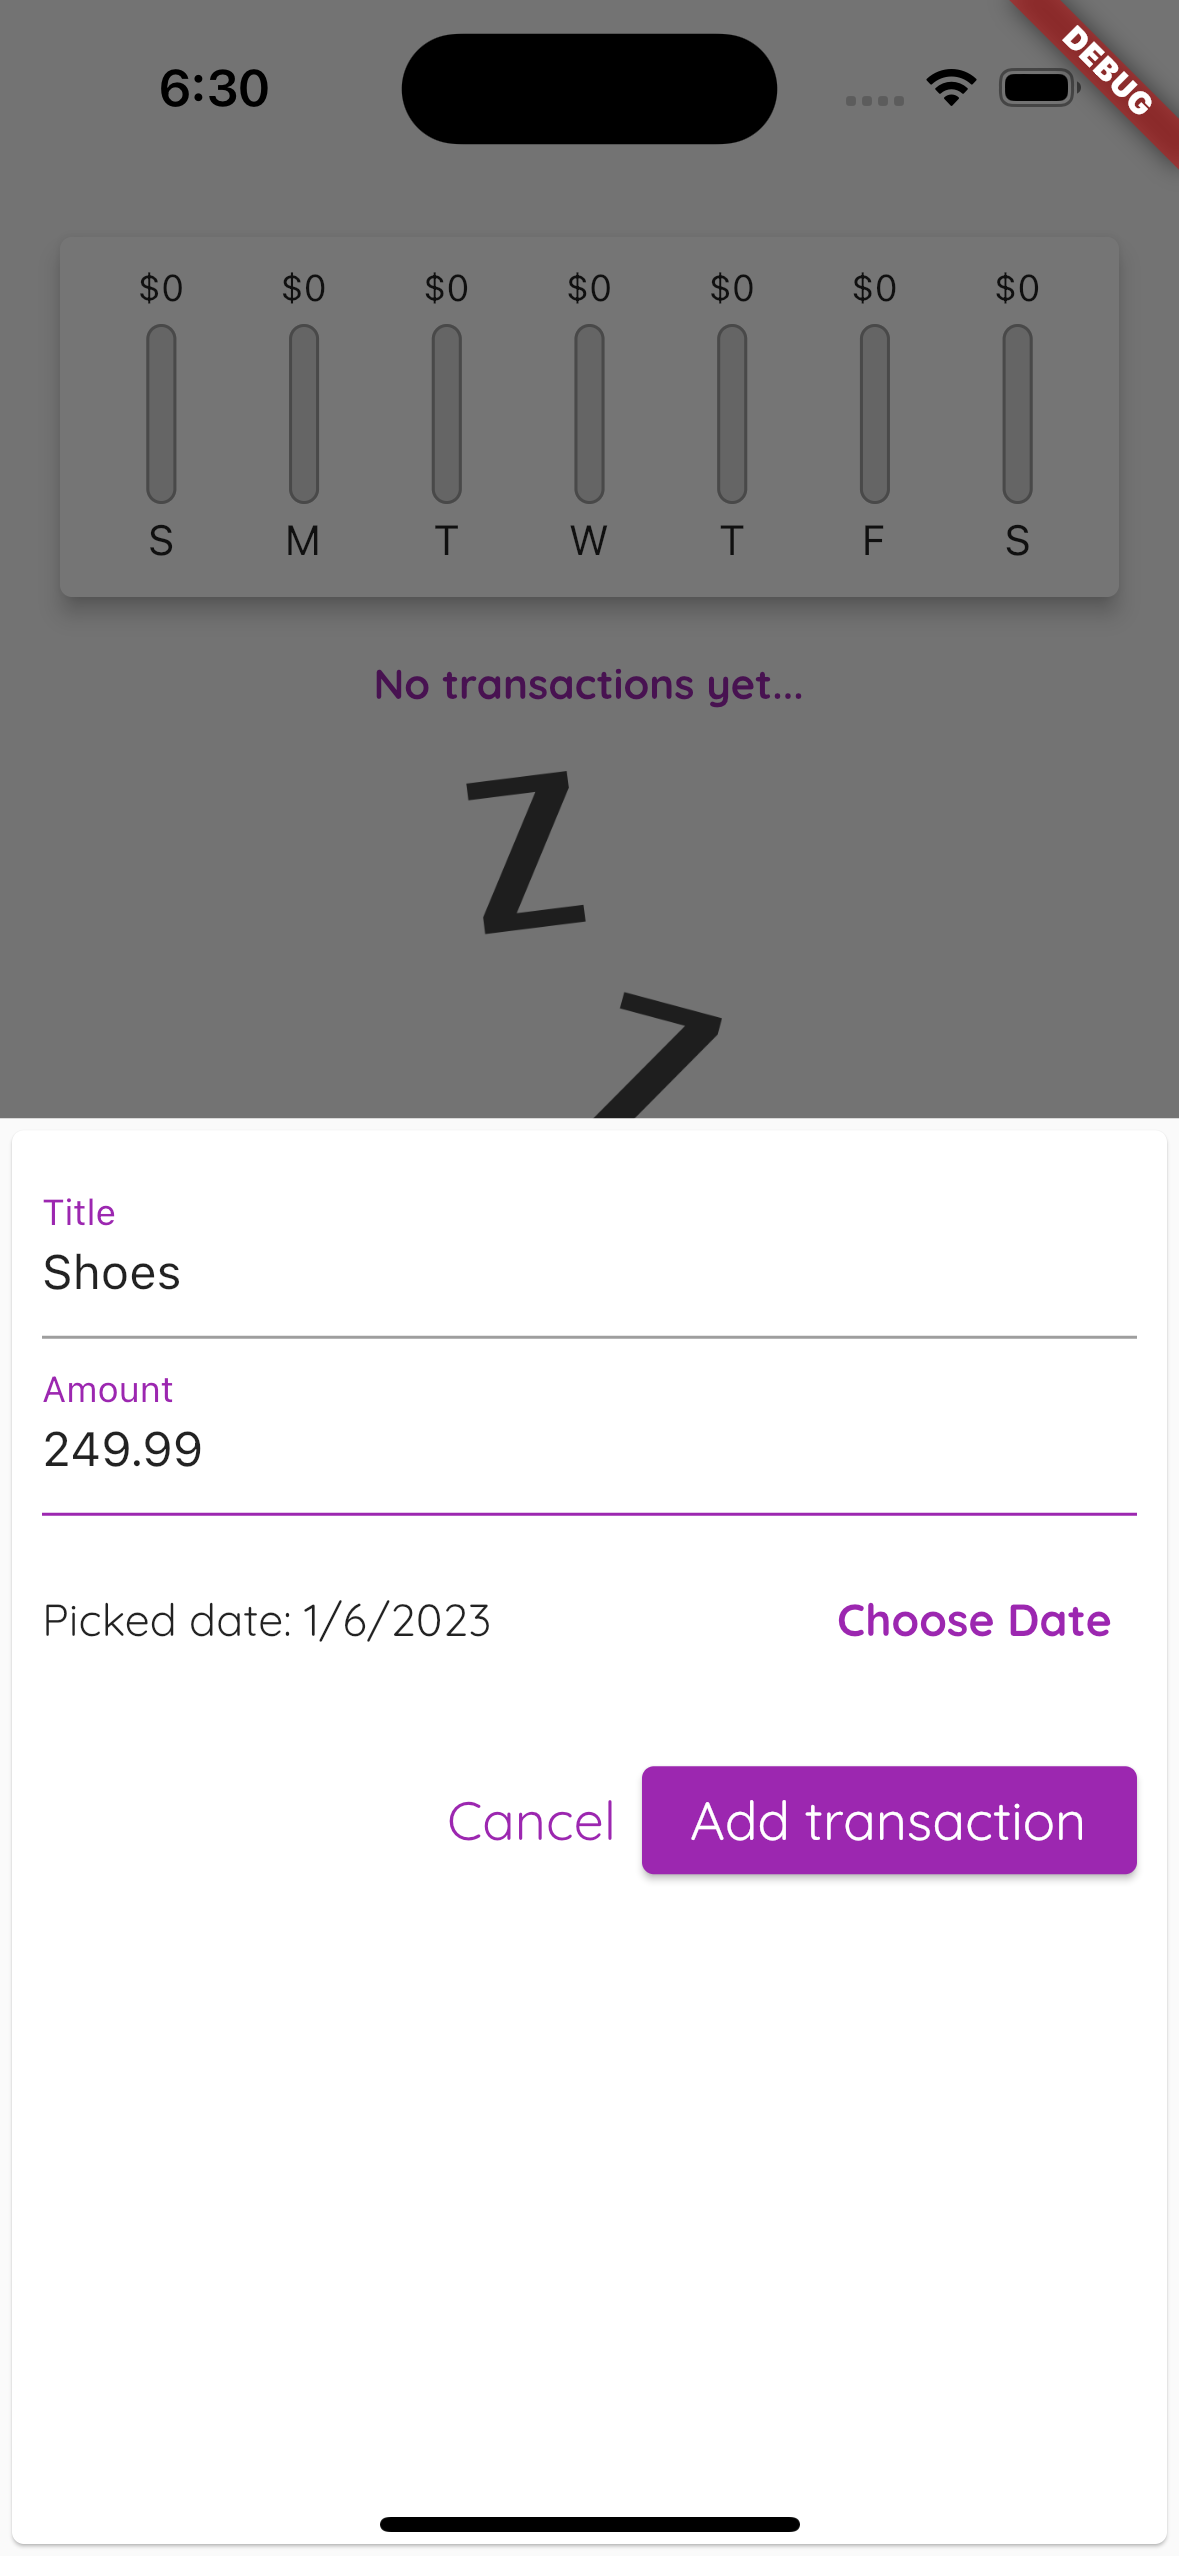 6:30
DEBUG
$0 $0 $0 $0 $0 $0 $0
S M T W T F S
No transactions yet...
Z
Z
Title
Shoes
Amount
249.99
Picked date: 1/6/2023 Choose Date
Cancel Add transaction